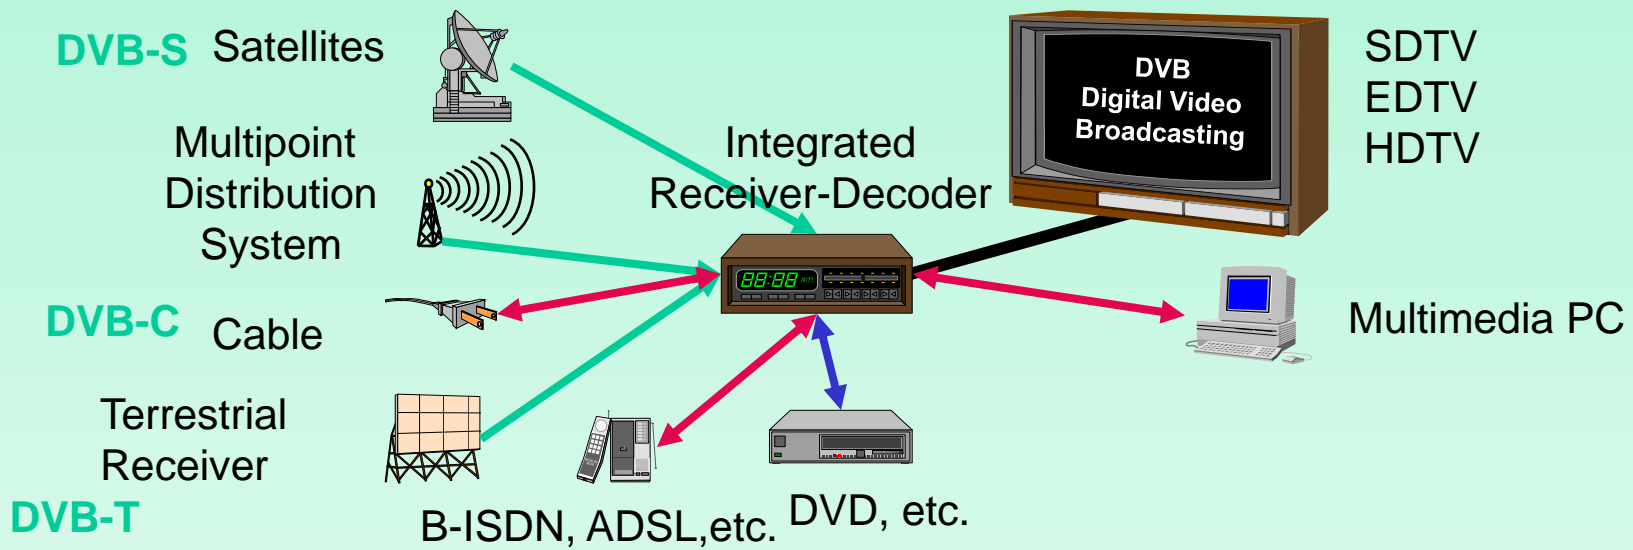 DVB-S Satellites
Multipoint
Distribution
System
DVB-C Cable
Terrestrial
Receiver
DVB-T
B-ISDN, ADSL,etc.
DVD, etc.
Integrated
Receiver-Decoder
88:88 am
DVB
Digital Video
Broadcasting
SDTV
EDTV
HDTV
Multimedia PC